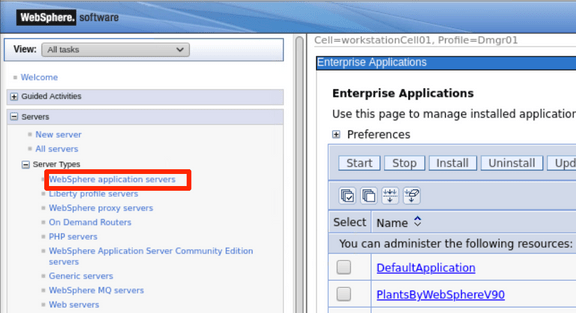 WebSphere. software
View: All tasks
Welcome
Guided Activities
Servers
New server
All servers
Server Types
WebSphere application servers
Liberty profile servers
WebSphere proxy servers
On Demand Routers
PHP servers
WebSphere Application Server Community Edition
servers
Generic servers
WebSphere MQ servers
Web servers
Cell=workstationCell01, Profile=Dmgr01
Enterprise Applications
Enterprise Applications
Use this page to manage installed application
Preferences
Start Stop Install Uninstall Upd
Select Name
You can administer the following resources:
DefaultApplication
PlantsByWebSphereV90